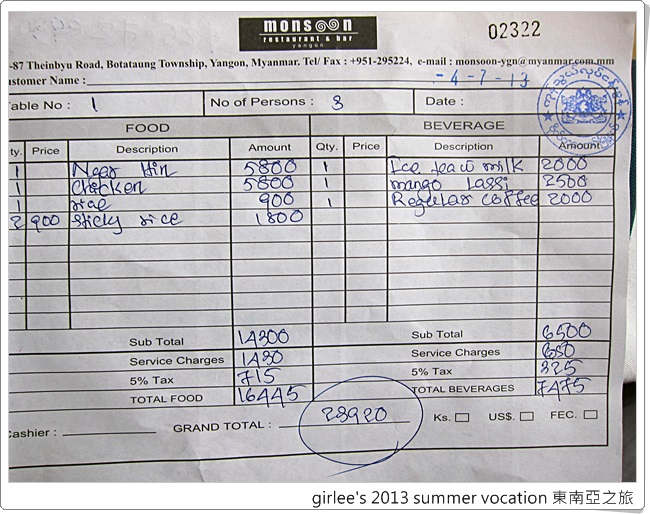 monsoon
restaurant & bar
yangon
02322
-87 Theinbyu Road, Botataung Township, Yangon, Myanmar. Tel/ Fax : +951-295224, e-mail : monsoon-ygn@myanmar.com.mm
ustomer Name :
- 4 - 7 - 13
able No : 1 No of Persons : 3 Date :
FOOD BEVERAGE
ty. Price Description Amount Qty. Price Description Amount
1 Hin 5800 1 Ice milk 2000
1 Chicken 5800 1 mango lassi 2500
1 rice 900 1 Regular coffee 2000
2 900 sticky rice 1800
Sub Total 14300 Sub Total 6500
Service Charges 1430 Service Charges 650
5% Tax 715 5% Tax 325
TOTAL FOOD 16445 TOTAL BEVERAGES 7475
ashier : GRAND TOTAL : 23920 Ks. US$. FEC.
girlee's 2013 summer vocation 東南亞之旅